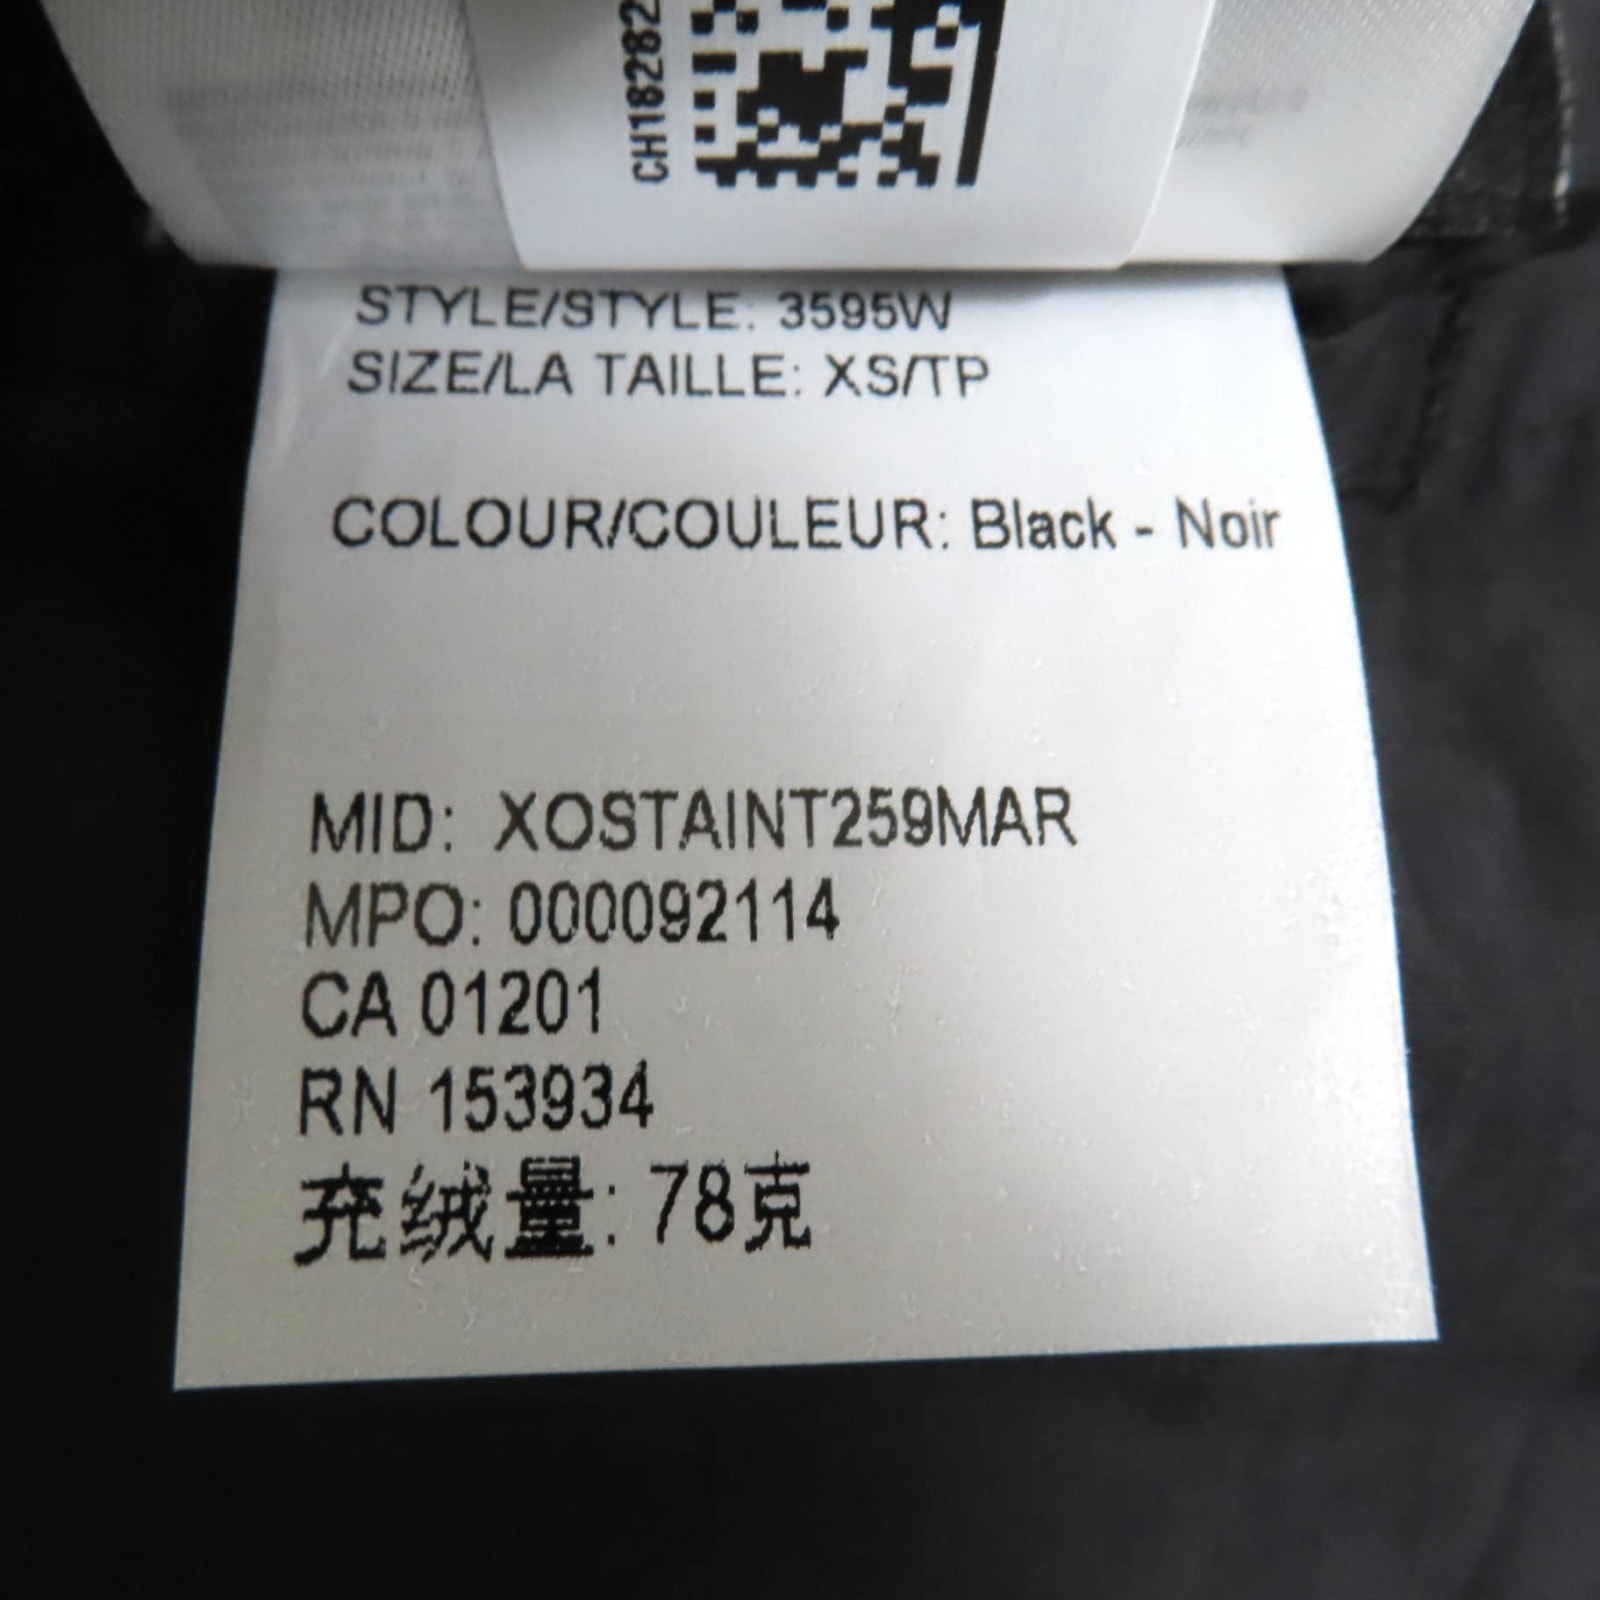 CH18282
STYLE/STYLE: 3595W
SIZE/LA TAILLE: XS/TP
COLOUR/COULEUR: Black - Noir
MID: XOSTAINT259MAR
MPO: 000092114
CA 01201
RN 153934
充绒量: 78克